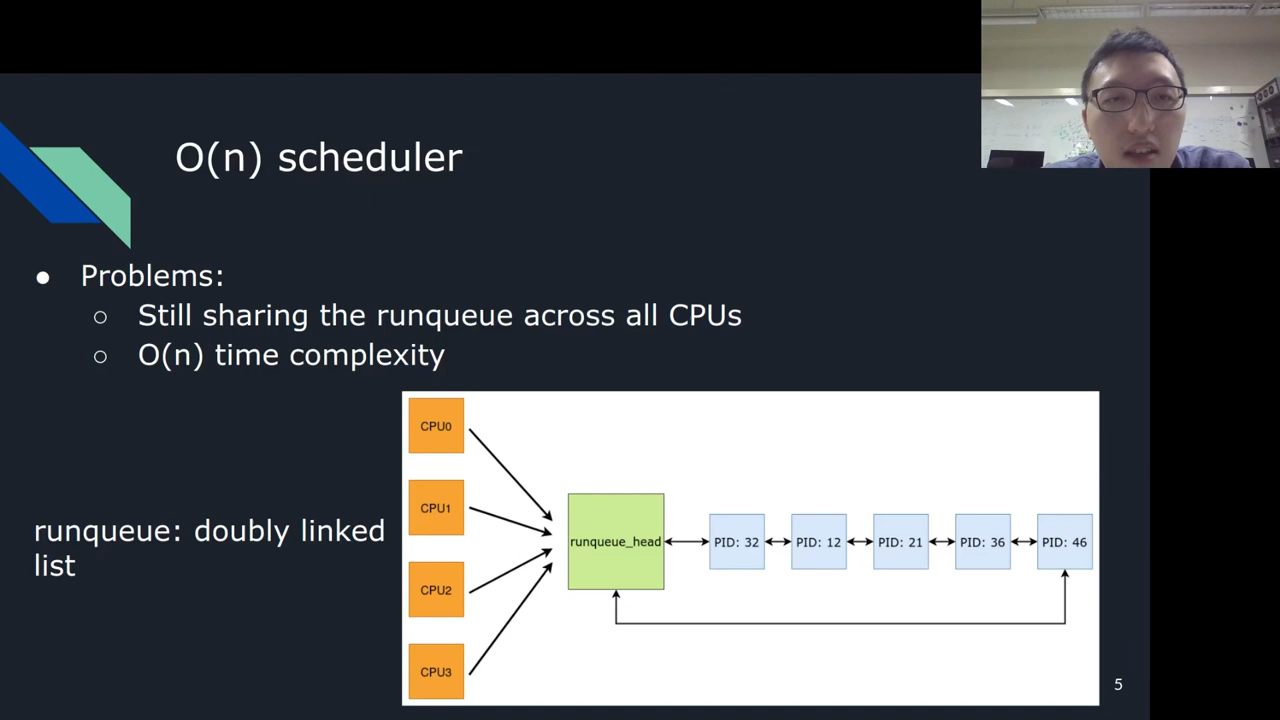 O(n) scheduler
● Problems:
○ Still sharing the runqueue across all CPUs
○ O(n) time complexity
runqueue: doubly linked
list
CPU0
CPU1
CPU2
CPU3
runqueue_head
PID: 32
PID: 12
PID: 21
PID: 36
PID: 46
5